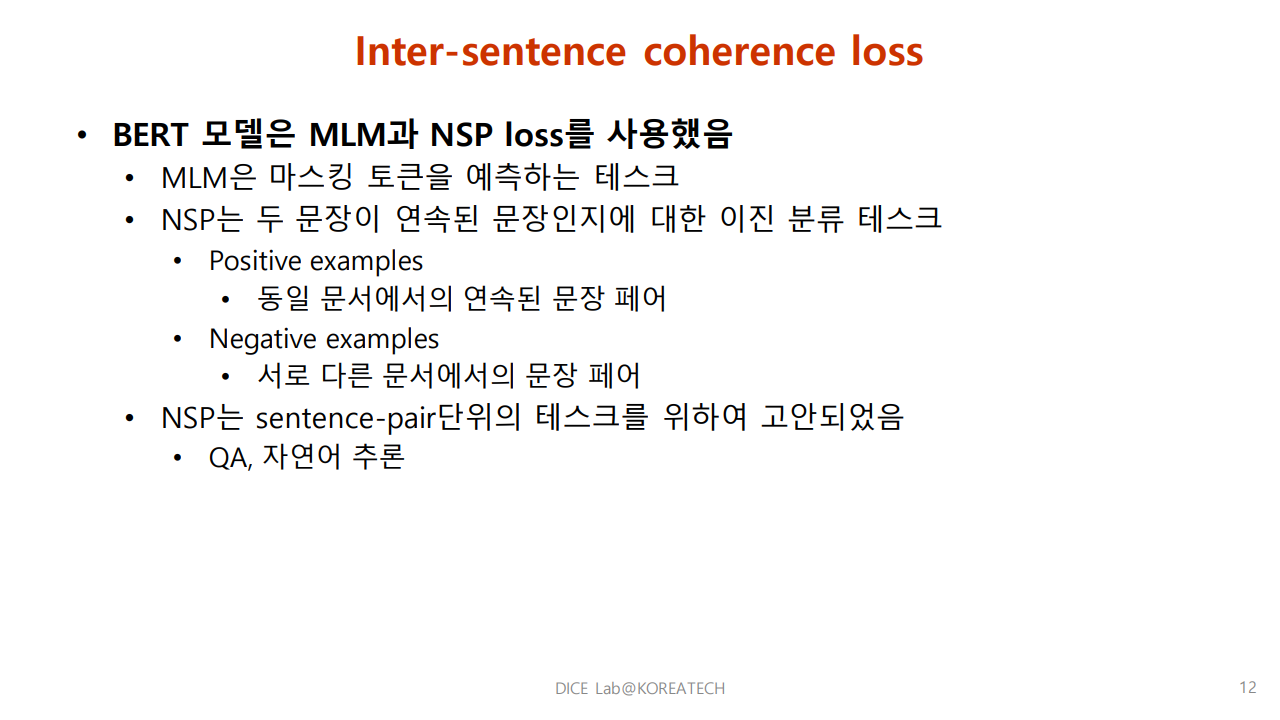 Inter-sentence coherence loss
• BERT 모델은 MLM과 NSP loss를 사용했음
• MLM은 마스킹 토큰을 예측하는 테스크
• NSP는 두 문장이 연속된 문장인지에 대한 이진 분류 테스크
• Positive examples
• 동일 문서에서의 연속된 문장 페어
• Negative examples
• 서로 다른 문서에서의 문장 페어
• NSP는 sentence-pair단위의 테스크를 위하여 고안되었음
• QA, 자연어 추론
DICE Lab@KOREATECH
12